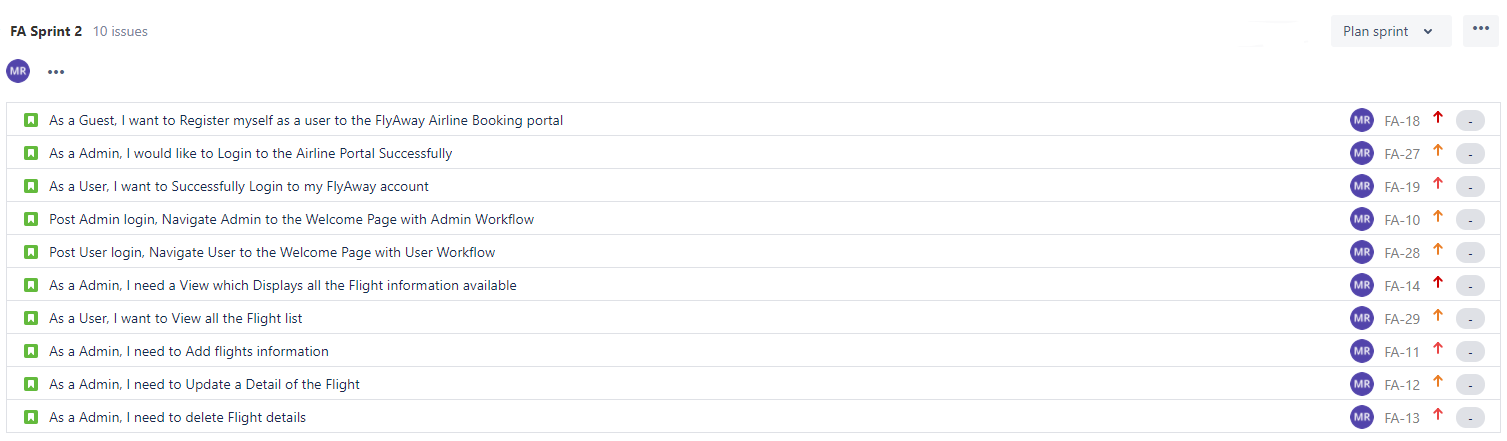 FA Sprint 2 10 issues Plan sprint
MR
As a Guest, I want to Register myself as a user to the FlyAway Airline Booking portal MR FA-18 -
As a Admin, I would like to Login to the Airline Portal Successfully MR FA-27 -
As a User, I want to Successfully Login to my FlyAway account MR FA-19 -
Post Admin login, Navigate Admin to the Welcome Page with Admin Workflow MR FA-10 -
Post User login, Navigate User to the Welcome Page with User Workflow MR FA-28 -
As a Admin, I need a View which Displays all the Flight information available MR FA-14 -
As a User, I want to View all the Flight list MR FA-29 -
As a Admin, I need to Add flights information MR FA-11 -
As a Admin, I need to Update a Detail of the Flight MR FA-12 -
As a Admin, I need to delete Flight details MR FA-13 -